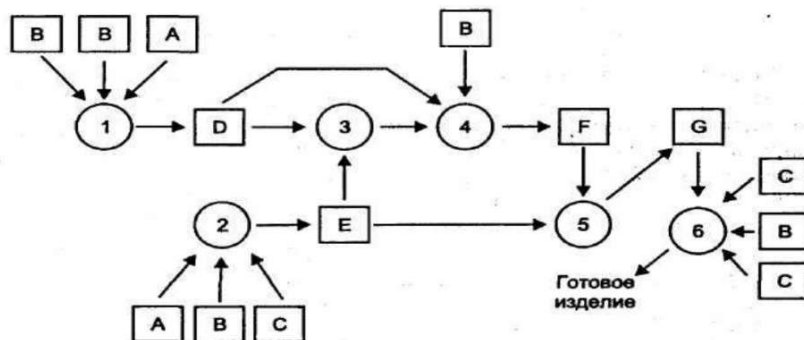 B B A B
1 D 3 4 F G
C
2 E 5 6 B
Готовое
изделие C
A B C